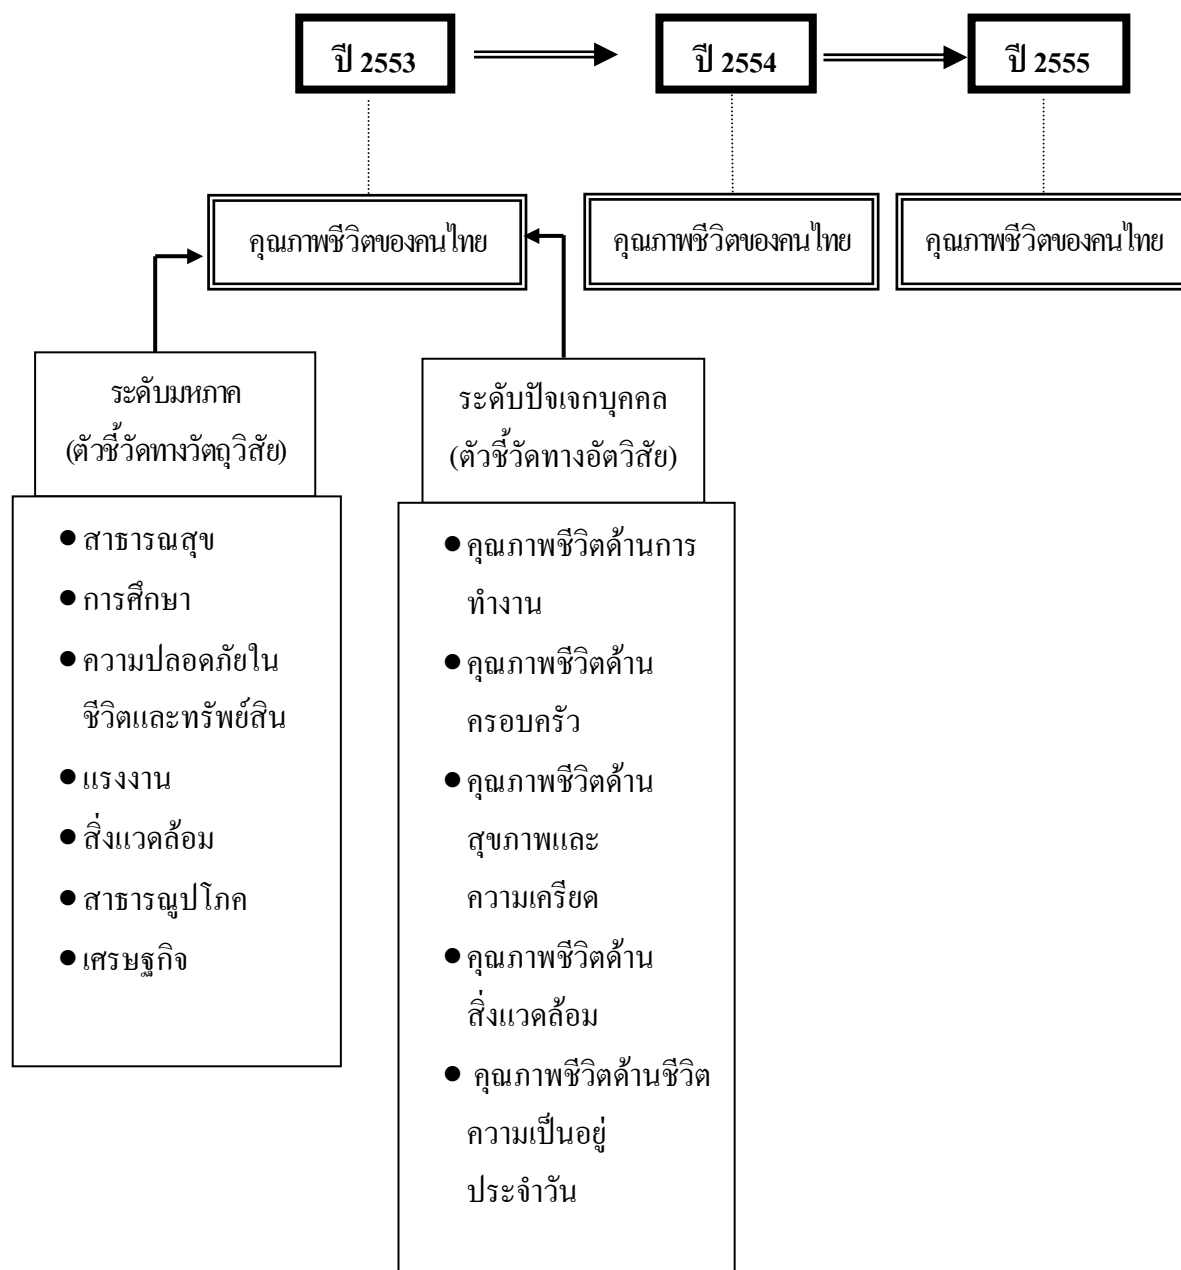 ปี 2553
ปี 2554
ปี 2555
คุณภาพชีวิตของคนไทย
คุณภาพชีวิตของคนไทย
คุณภาพชีวิตของคนไทย
ระดับมหภาค
(ตัวชี้วัดทางวัตถุวิสัย)
● สาธารณสุข
● การศึกษา
● ความปลอดภัยใน
ชีวิตและทรัพย์สิน
● แรงงาน
● สิ่งแวดล้อม
● สาธารณูปโภค
● เศรษฐกิจ
ระดับปัจเจกบุคคล
(ตัวชี้วัดทางอัตวิสัย)
● คุณภาพชีวิตด้านการ
ทำงาน
● คุณภาพชีวิตด้าน
ครอบครัว
● คุณภาพชีวิตด้าน
สุขภาพและ
ความเครียด
● คุณภาพชีวิตด้าน
สิ่งแวดล้อม
● คุณภาพชีวิตด้านชีวิต
ความเป็นอยู่
ประจำวัน